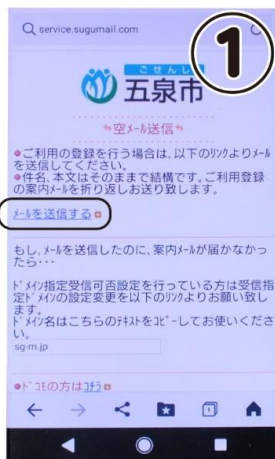 ①
service.sugumail.com
ごせんし
五泉市
空メール送信
●ご利用の登録を行う場合は、以下のリンクよりメール
を送信してください。
●件名、本文はそのままで結構です。ご利用登録
の案内メールを折り返しお送り致します。
メールを送信する
もし、メールを送信したのに、案内メールが届かなかっ
たら・・・
ドメイン指定受信可否設定を行っている方は受信指
定ドメインの設定変更を以下のリンクよりお願い致し
ます。
ドメイン名はこちらのテキストをコピーしてお使いくださ
い。
sg-m.jp
●ドコモの方はコチラ